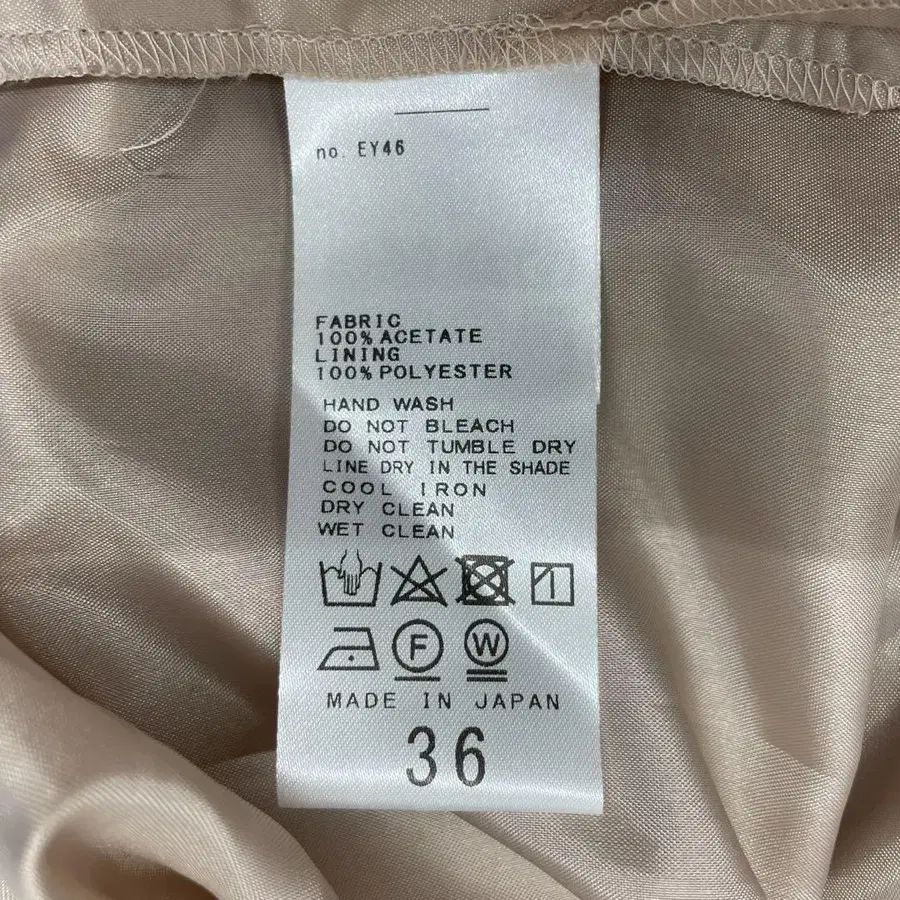 no. EY46
FABRIC
100% ACETATE
LINING
100% POLYESTER
HAND WASH
DO NOT BLEACH
DO NOT TUMBLE DRY
LINE DRY IN THE SHADE
COOL IRON
DRY CLEAN
WET CLEAN
F W
MADE IN JAPAN
36